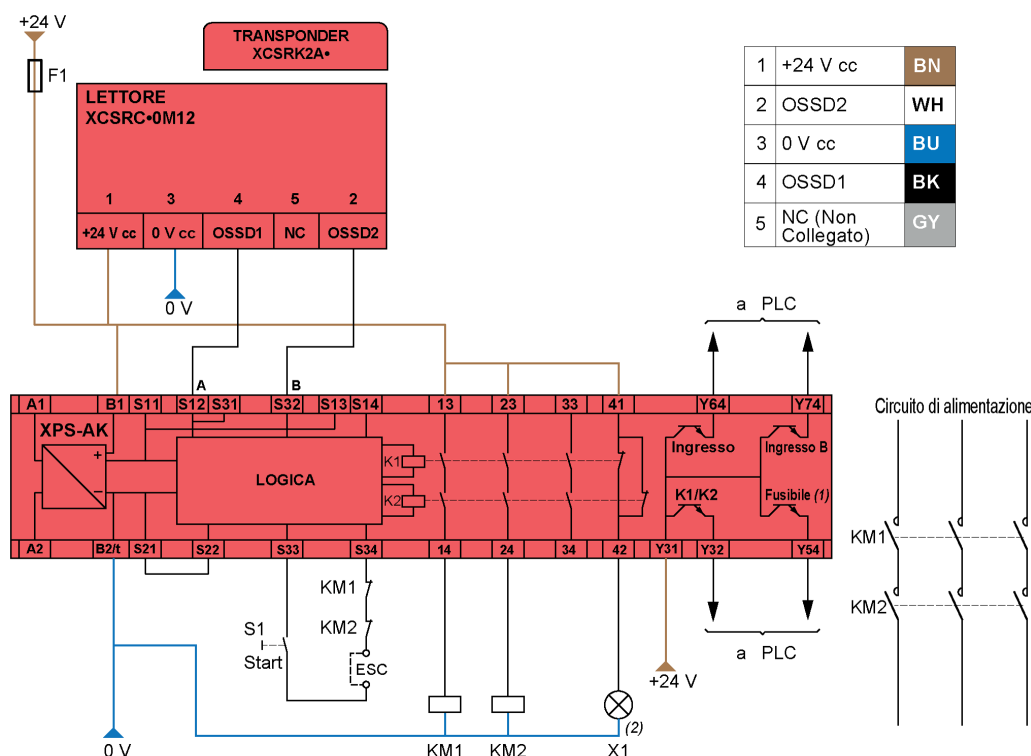 +24 V
F1
TRANSPONDER
XCSRK2A•
LETTORE
XCSRC•0M12
1 3 4 5 2
+24 V cc 0 V cc OSSD1 NC OSSD2
0 V
1 +24 V cc BN
2 OSSD2 WH
3 0 V cc BU
4 OSSD1 BK
5 NC (Non Collegato) GY
a PLC
A B
A1 B1 S11 S12 S31 S32 S13 S14 13 23 33 41 Y64 Y74
XPS-AK
+
−
LOGICA
K1
K2
Ingresso
Ingresso B
K1/K2
Fusibile (1)
A2 B2/t S21 S22 S33 S34 14 24 34 42 Y31 Y32 Y54
Circuito di alimentazione
KM1
KM2
KM1
KM2
S1
Start
ESC
a PLC
+24 V
(2)
0 V
KM1
KM2
X1